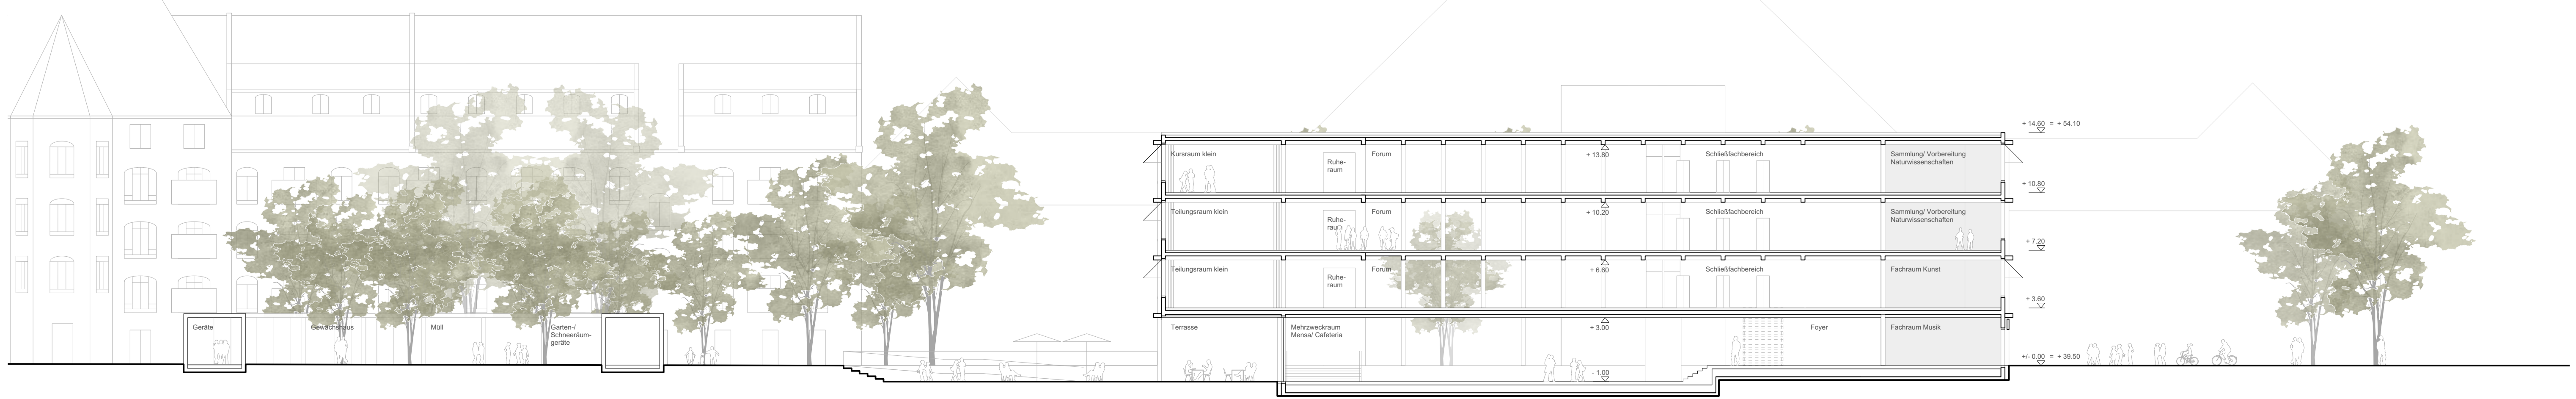 + 14.60 = + 54.10
Kursraum klein
Ruhe-
raum
Forum
+ 13.80
Schließfachbereich
Sammlung/ Vorbereitung
Naturwissenschaften
+ 10.80
Teilungsraum klein
Ruhe-
raum
Forum
+ 10.20
Schließfachbereich
Sammlung/ Vorbereitung
Naturwissenschaften
+ 7.20
Teilungsraum klein
Ruhe-
raum
Forum
+ 6.60
Schließfachbereich
Fachraum Kunst
+ 3.60
Geräte
Gewächshaus
Müll
Garten-/
Schneeräum-
geräte
Terrasse
Mehrzweckraum
Mensa/ Cafeteria
+ 3.00
Foyer
Fachraum Musik
+/- 0.00 = + 39.50
- 1.00